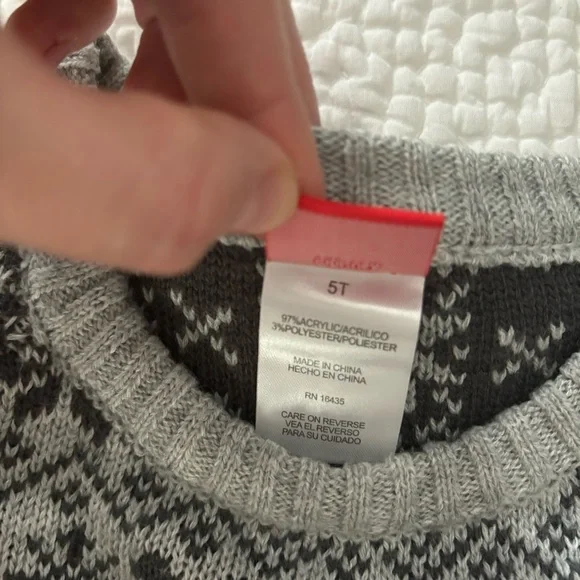 5T
97%ACRYLIC/ACRILICO
3%POLYESTER/POLIESTER
MADE IN CHINA
HECHO EN CHINA
RN 16435
CARE ON REVERSE
VEA EL REVERSO
PARA SU CUIDADO